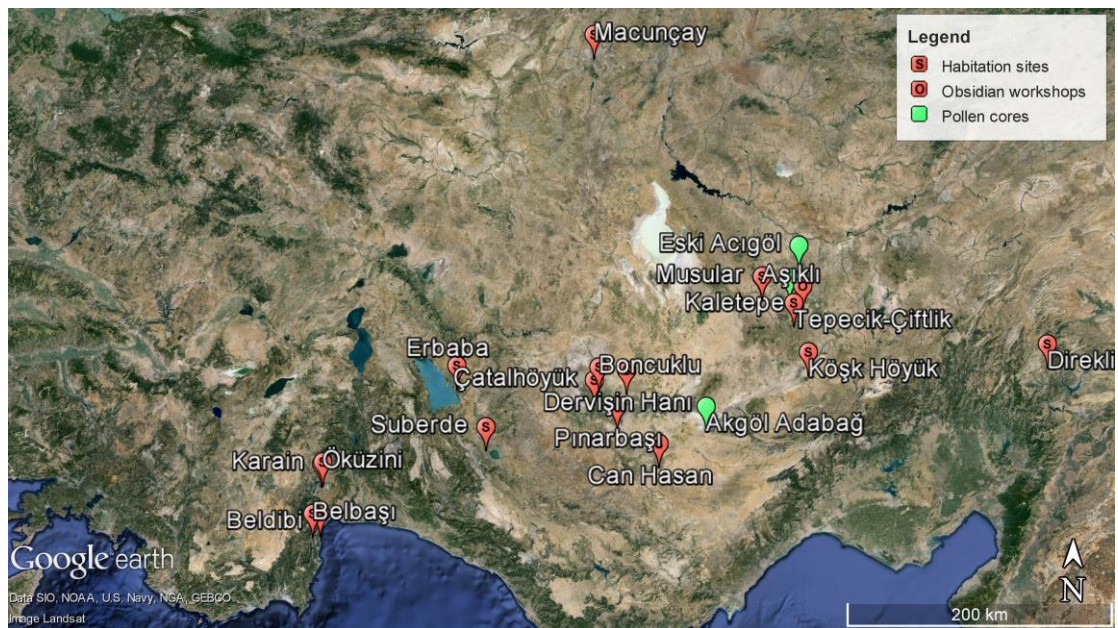 Macunçay
Legend
S Habitation sites
O Obsidian workshops
Pollen cores
Eski Acıgöl
Musular
Aşıklı
Kaletepe
Tepecik-Çiftlik
Erbaba
Boncuklu
Çatalhöyük
Köşk Höyük
Direkli
Dervişin Hanı
Suberde
Akgöl Adabağ
Pınarbaşı
Karain
Öküzini
Can Hasan
Beldibi
Belbaşı
Google earth
Data SIO, NOAA, U.S. Navy, NGA, GEBCO
Image Landsat
N
200 km